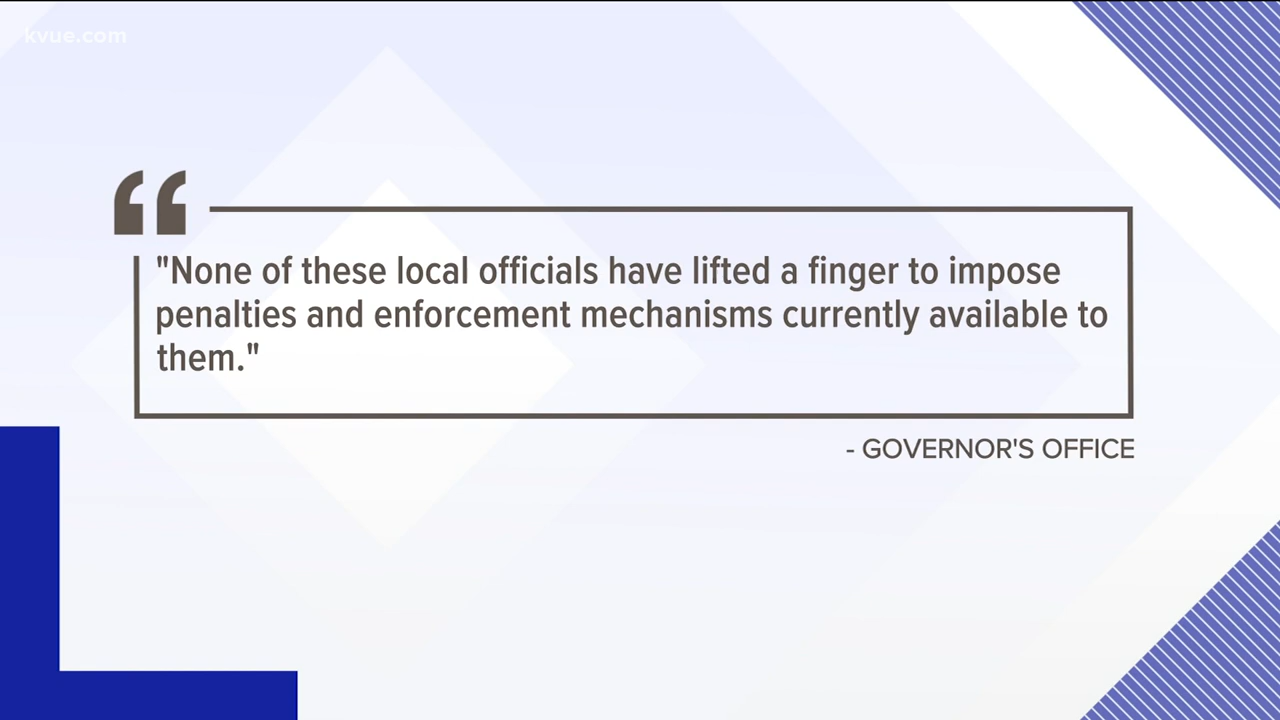 kvue.com
"None of these local officials have lifted a finger to impose
penalties and enforcement mechanisms currently available to
them."
- GOVERNOR'S OFFICE